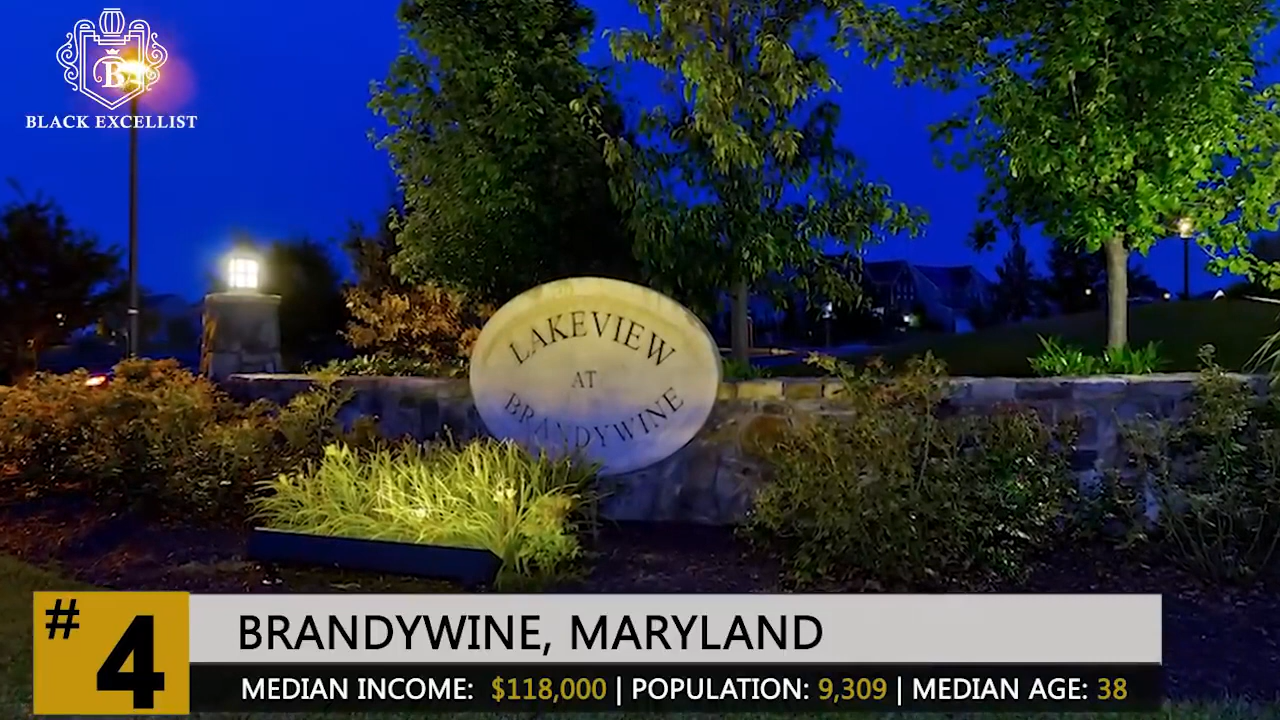 B
BLACK EXCELLIST
LAKEVIEW
AT
BRANDYWINE
#4
BRANDYWINE, MARYLAND
MEDIAN INCOME: $118,000 | POPULATION: 9,309 | MEDIAN AGE: 38